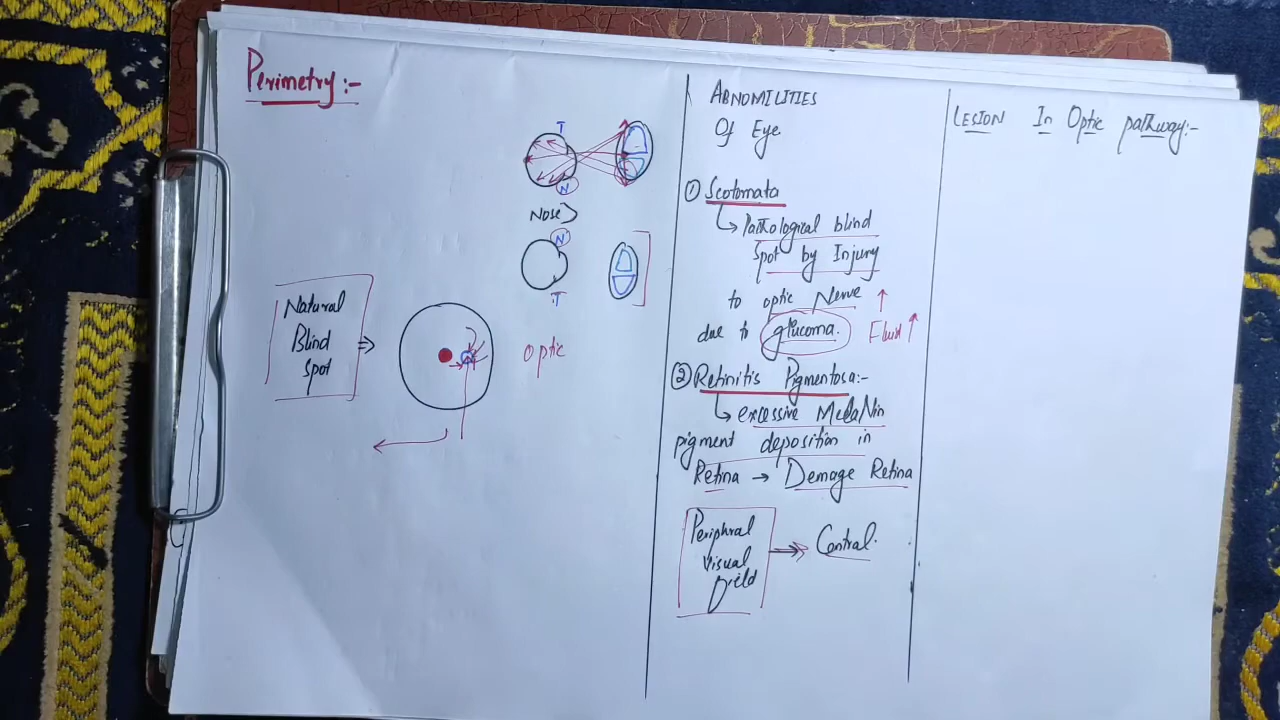 Perimetry:-
T
N
Nose
N
T
Natural
Blind
spot
optic
ABNOMILITIES
Of Eye
① Scotomata
Pathological blind
spot by Injury
to optic Nerve ↑
due to glucoma. Fluid ↑
② Retinitis Pigmentosa:-
excessive MelaNin
pigment deposition in
Retina → Demage Retina
Periphral
visual
field
Central.
LESION In Optic pathway:-